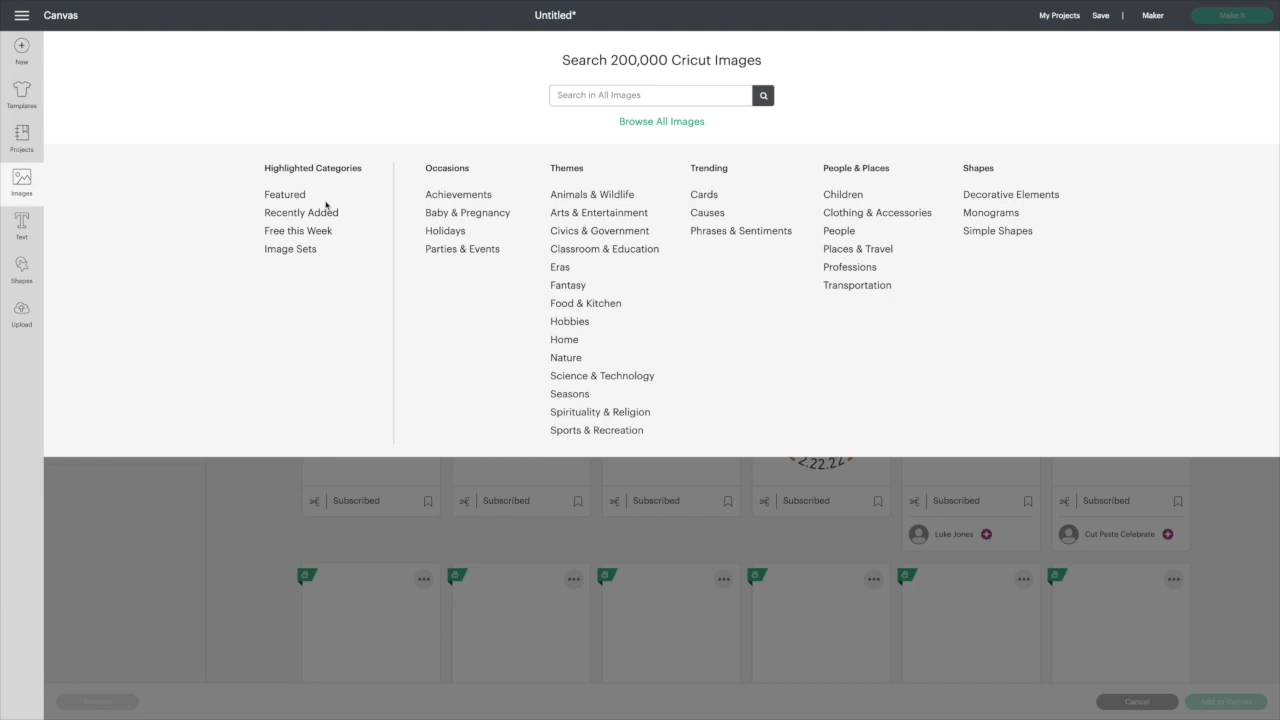 Canvas
Untitled*
My Projects
Save
|
Maker
Make It
New
Templates
Projects
Images
Text
Shapes
Upload
Search 200,000 Cricut Images
Search in All Images
Browse All Images
Highlighted Categories
Featured
Recently Added
Free this Week
Image Sets
Occasions
Achievements
Baby & Pregnancy
Holidays
Parties & Events
Themes
Animals & Wildlife
Arts & Entertainment
Civics & Government
Classroom & Education
Eras
Fantasy
Food & Kitchen
Hobbies
Home
Nature
Science & Technology
Seasons
Spirituality & Religion
Sports & Recreation
Trending
Cards
Causes
Phrases & Sentiments
People & Places
Children
Clothing & Accessories
People
Places & Travel
Professions
Transportation
Shapes
Decorative Elements
Monograms
Simple Shapes
2.22.22
Subscribed
Subscribed
Subscribed
Subscribed
Subscribed
Subscribed
Luke Jones
Cut Paste Celebrate
Cancel
Add to Canvas